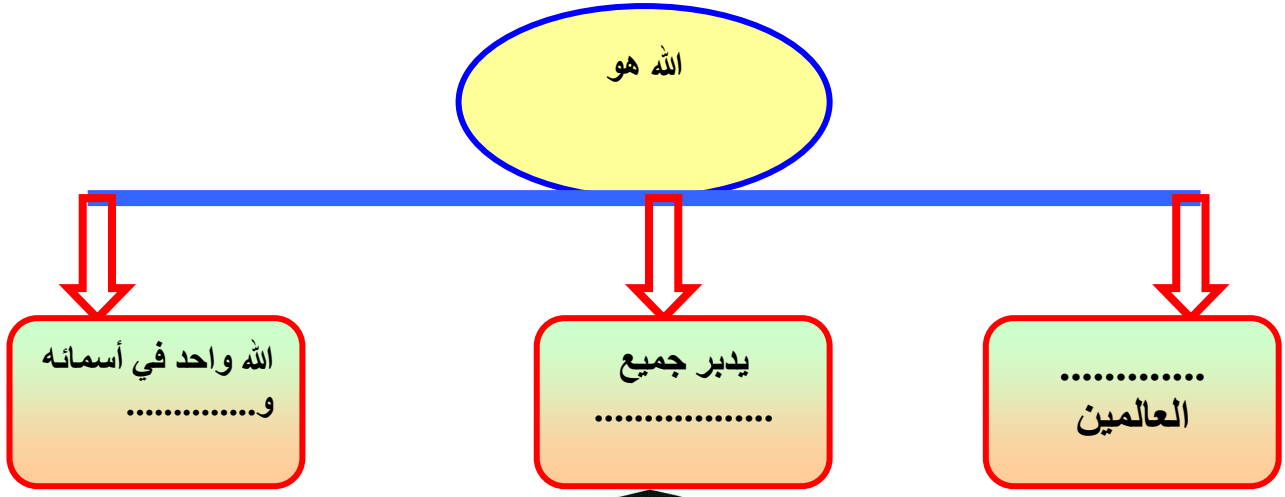 الله هو
.............
العالمين
يدبر جميع
..................
الله واحد في أسمائه
و..............